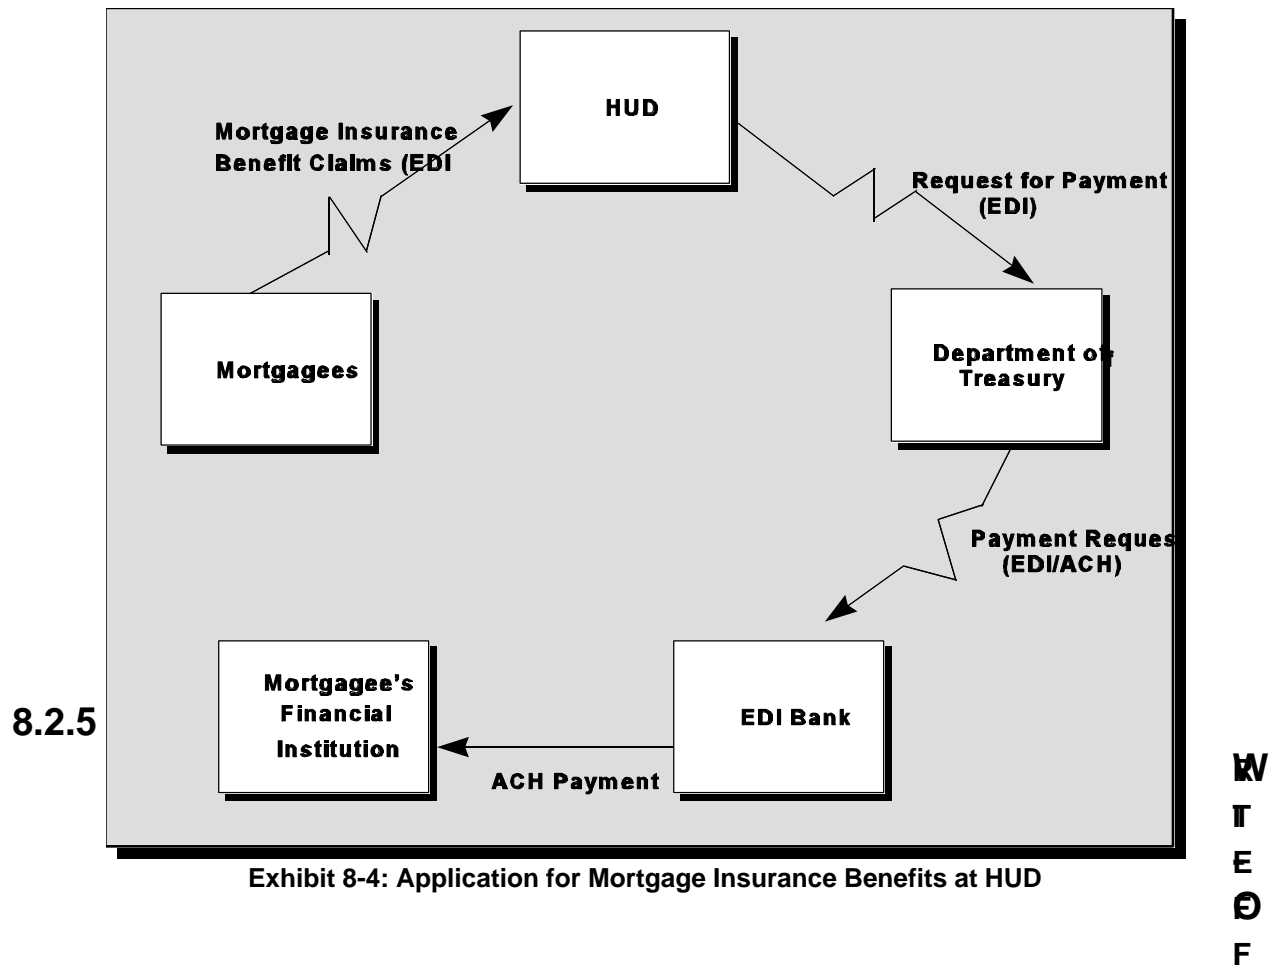 HUD
Mortgage Insurance
Benefit Claims (EDI
Request for Payment
(EDI)
Mortgagees
Department of
Treasury
Payment Reques
(EDI/ACH)
Mortgagee's
Financial
Institution
EDI Bank
ACH Payment
8.2.5
Exhibit 8-4: Application for Mortgage Insurance Benefits at HUD
T
E
F